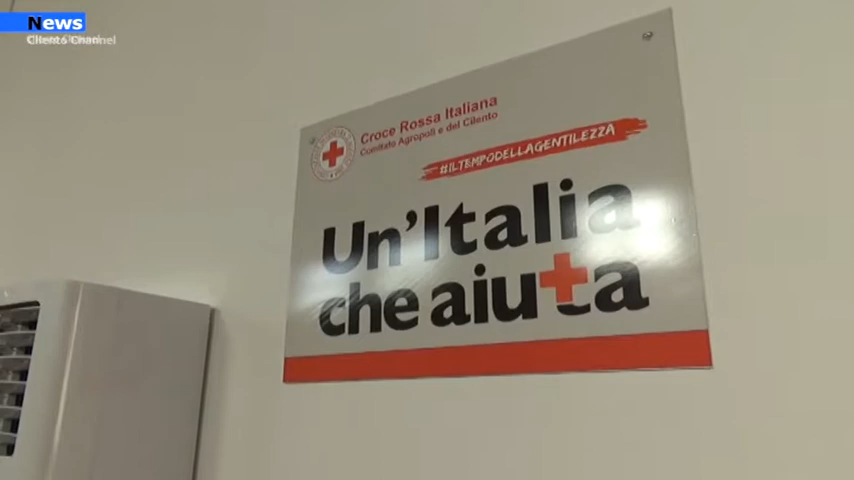 News
Cilento Channel
Croce Rossa Italiana
Comitato Agropoli e del Cilento
#ILTEMPODELLAGENTILEZZA
Un'Italia
che aiuta